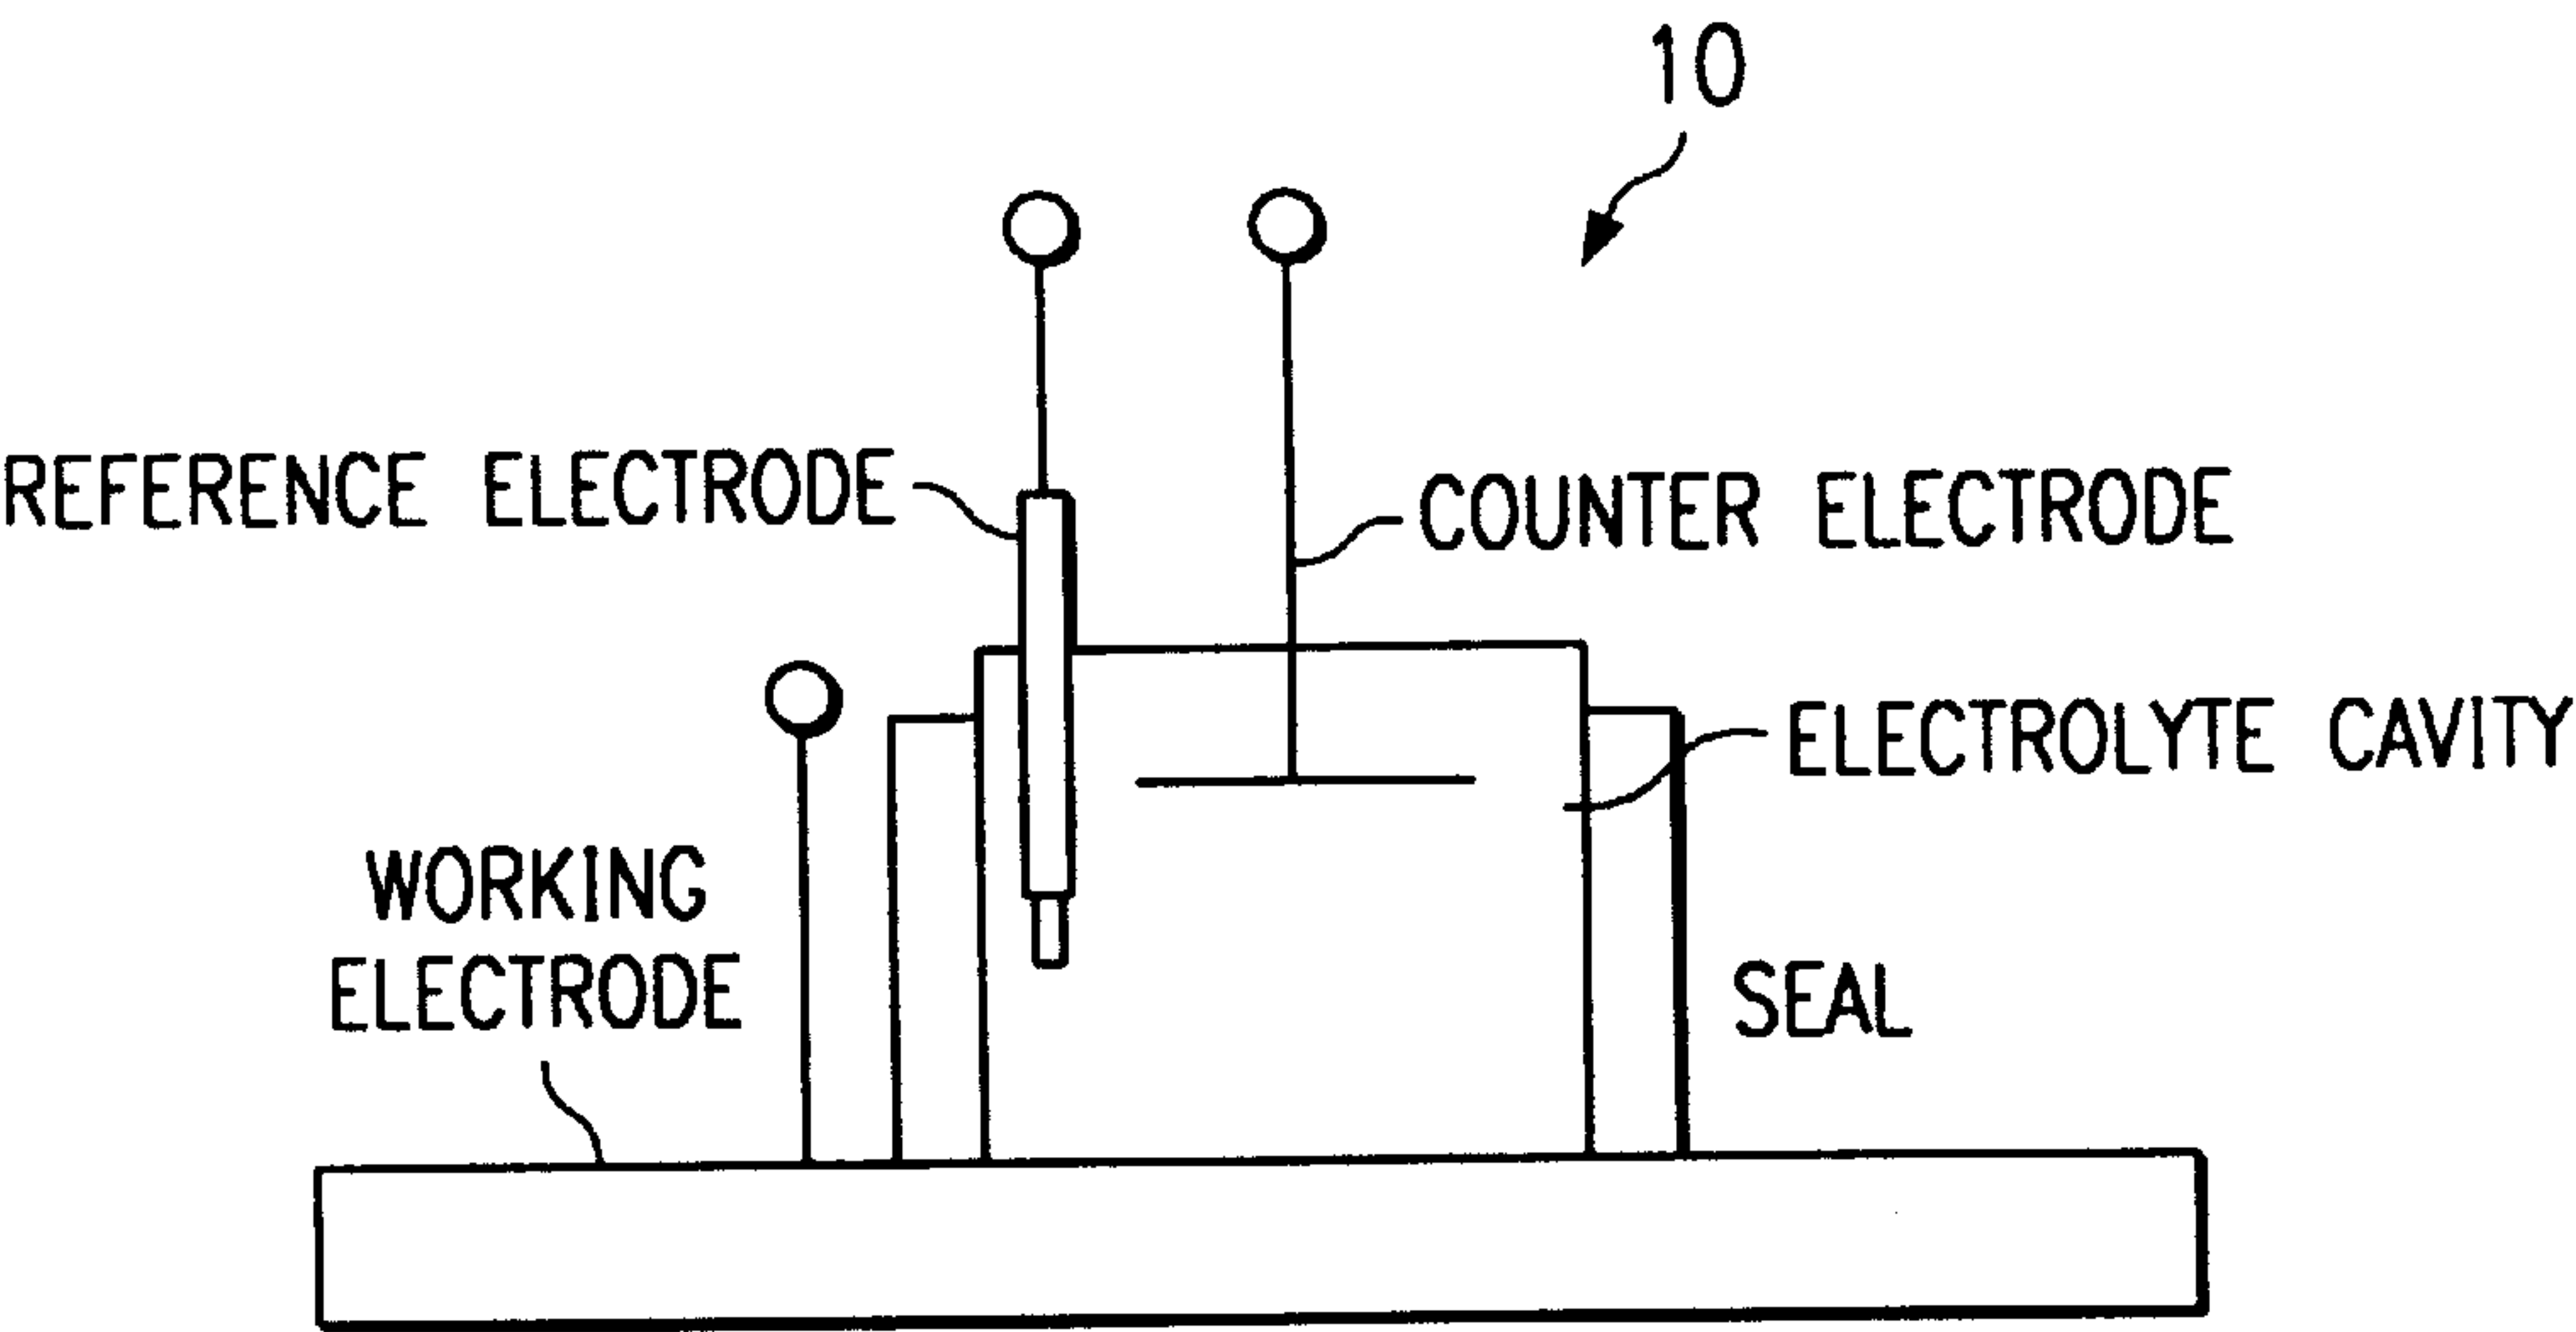 10
REFERENCE ELECTRODE
COUNTER ELECTRODE
ELECTROLYTE CAVITY
WORKING
ELECTRODE
SEAL